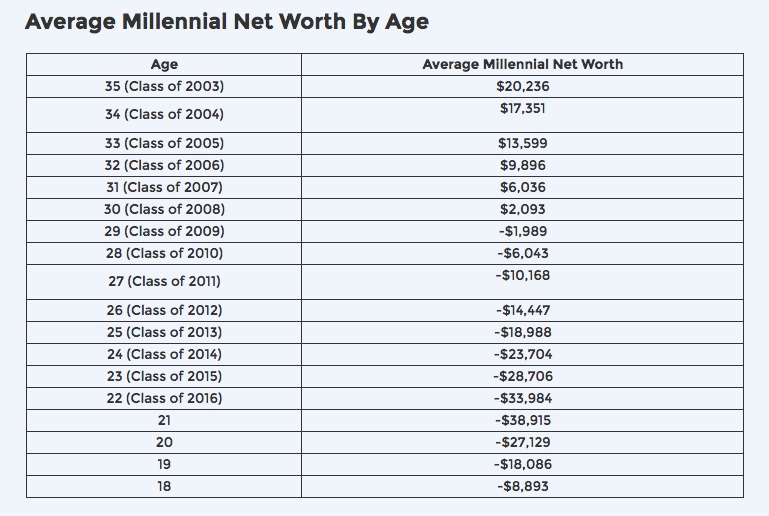 Average Millennial Net Worth By Age
Age Average Millennial Net Worth
35 (Class of 2003) $20,236
34 (Class of 2004) $17,351
33 (Class of 2005) $13,599
32 (Class of 2006) $9,896
31 (Class of 2007) $6,036
30 (Class of 2008) $2,093
29 (Class of 2009) -$1,989
28 (Class of 2010) -$6,043
27 (Class of 2011) -$10,168
26 (Class of 2012) -$14,447
25 (Class of 2013) -$18,988
24 (Class of 2014) -$23,704
23 (Class of 2015) -$28,706
22 (Class of 2016) -$33,984
21 -$38,915
20 -$27,129
19 -$18,086
18 -$8,893